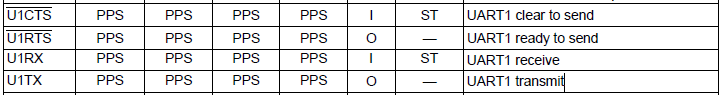 U1CTS PPS PPS PPS PPS I ST UART1 clear to send
U1RTS PPS PPS PPS PPS O — UART1 ready to send
U1RX PPS PPS PPS PPS I ST UART1 receive
U1TX PPS PPS PPS PPS O — UART1 transmit